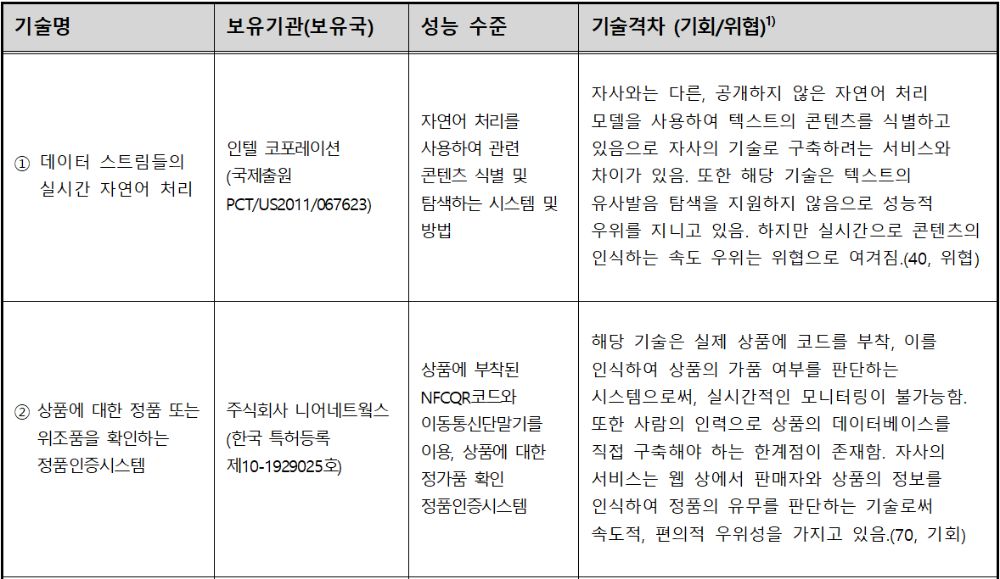 기술명
보유기관(보유국)
성능 수준
기술격차 (기회/위협)1)
① 데이터 스트림들의
실시간 자연어 처리
인텔 코포레이션
(국제출원
PCT/US2011/067623)
자연어 처리를
사용하여 관련
콘텐츠 식별 및
탐색하는 시스템 및
방법
자사와는 다른, 공개하지 않은 자연어 처리
모델을 사용하여 텍스트의 콘텐츠를 식별하고
있음으로 자사의 기술로 구축하려는 서비스와
차이가 있음. 또한 해당 기술은 텍스트의
유사발음 탐색을 지원하지 않음으로 성능적
우위를 지니고 있음. 하지만 실시간으로 콘텐츠의
인식하는 속도 우위는 위협으로 여겨짐.(40, 위협)
② 상품에 대한 정품 또는
위조품을 확인하는
정품인증시스템
주식회사 니어네트웍스
(한국 특허등록
제10-1929025호)
상품에 부착된
NFCQR코드와
이동통신단말기를
이용, 상품에 대한
정가품 확인
정품인증시스템
해당 기술은 실제 상품에 코드를 부착, 이를
인식하여 상품의 가품 여부를 판단하는
시스템으로써, 실시간적인 모니터링이 불가능함.
또한 사람의 인력으로 상품의 데이터베이스를
직접 구축해야 하는 한계점이 존재함. 자사의
서비스는 웹 상에서 판매자와 상품의 정보를
인식하여 정품의 유무를 판단하는 기술로써
속도적, 편의적 우위성을 가지고 있음.(70, 기회)